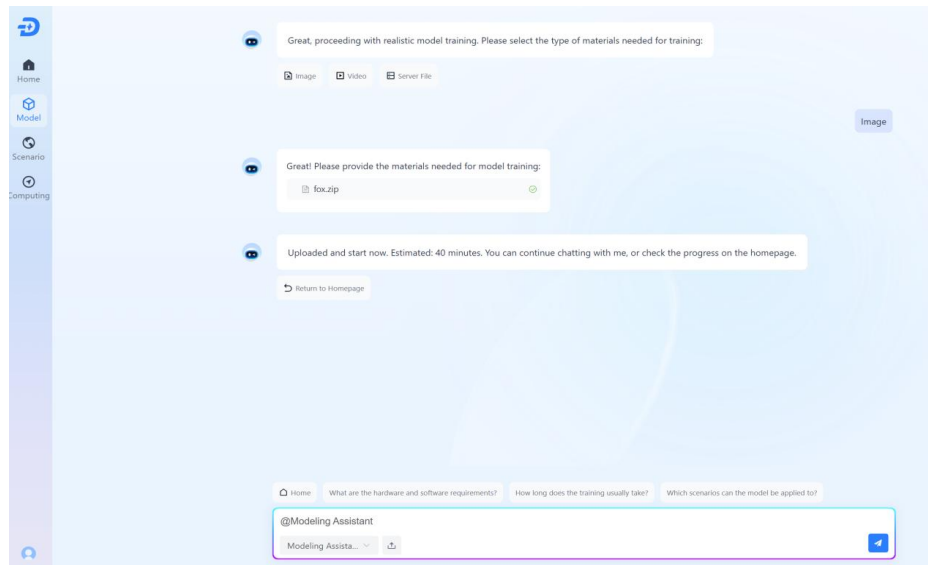 Home
Model
Scenario
Computing
Great, proceeding with realistic model training. Please select the type of materials needed for training:
Image Video Server File
Image
Great! Please provide the materials needed for model training:
fox.zip
Uploaded and start now. Estimated: 40 minutes. You can continue chatting with me, or check the progress on the homepage.
Return to Homepage
Home What are the hardware and software requirements? How long does the training usually take? Which scenarios can the model be applied to?
@Modeling Assistant
Modeling Assista...